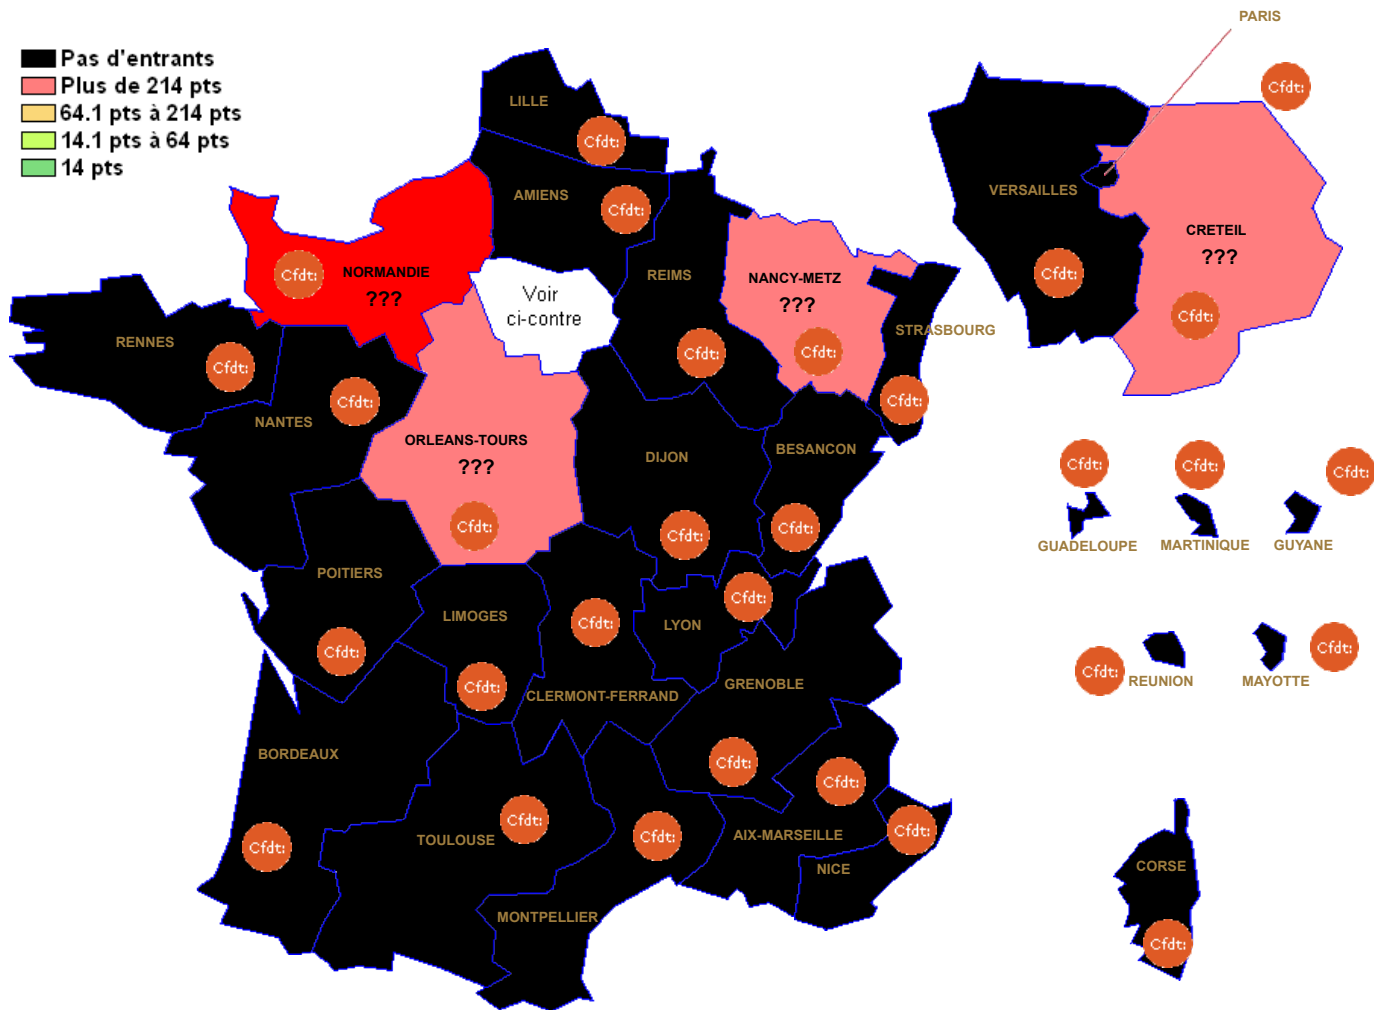 PARIS
Pas d'entrants
Plus de 214 pts
64.1 pts à 214 pts
14.1 pts à 64 pts
14 pts
LILLE
Cfdt:
Cfdt:
AMIENS
Cfdt:
VERSAILLES
Cfdt:
CRETEIL
???
Cfdt:
NORMANDIE
???
Cfdt:
Voir
ci-contre
REIMS
Cfdt:
NANCY-METZ
???
Cfdt:
STRASBOURG
Cfdt:
RENNES
Cfdt:
NANTES
Cfdt:
ORLEANS-TOURS
???
Cfdt:
DIJON
Cfdt:
BESANCON
Cfdt:
Cfdt:
GUADELOUPE
Cfdt:
MARTINIQUE
Cfdt:
GUYANE
POITIERS
Cfdt:
LIMOGES
Cfdt:
Cfdt:
CLERMONT-FERRAND
LYON
Cfdt:
GRENOBLE
Cfdt:
Cfdt:
REUNION
MAYOTTE
Cfdt:
BORDEAUX
Cfdt:
TOULOUSE
Cfdt:
Cfdt:
MONTPELLIER
Cfdt:
AIX-MARSEILLE
Cfdt:
NICE
CORSE
Cfdt: